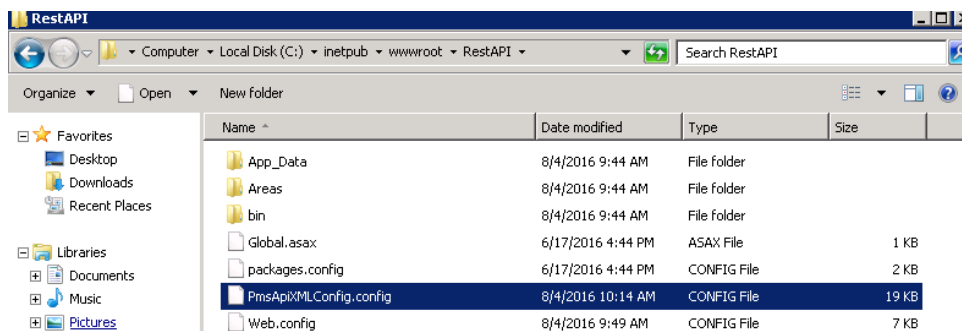 RestAPI
Computer Local Disk (C:) inetpub wwwroot RestAPI Search RestAPI
Organize Open New folder
Name Date modified Type Size
Favorites
Desktop
Downloads
Recent Places
Libraries
Documents
Music
Pictures
App_Data 8/4/2016 9:44 AM File folder
Areas 8/4/2016 9:44 AM File folder
bin 8/4/2016 9:44 AM File folder
Global.asax 6/17/2016 4:44 PM ASAX File 1 KB
packages.config 6/17/2016 4:44 PM CONFIG File 2 KB
PmsApiXMLConfig.config 8/4/2016 10:14 AM CONFIG File 19 KB
Web.config 8/4/2016 9:49 AM CONFIG File 7 KB